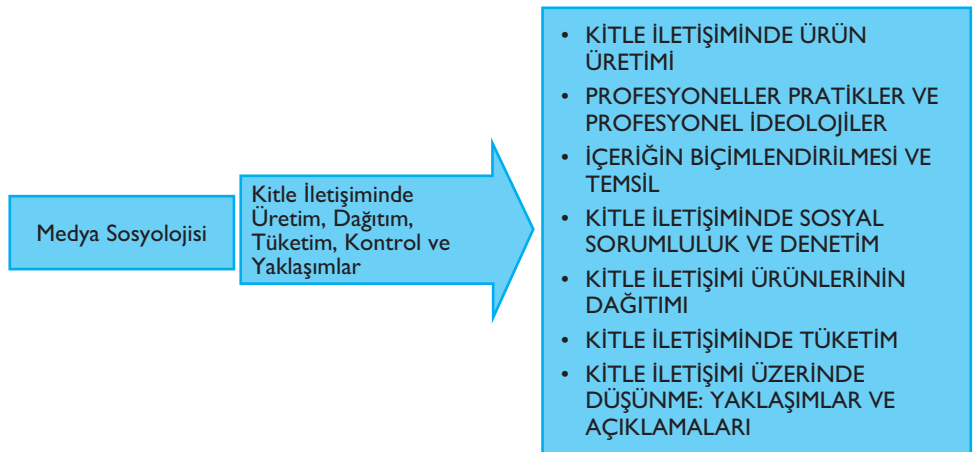 Medya Sosyolojisi
Kitle İletişiminde
Üretim, Dağıtım,
Tüketim, Kontrol ve
Yaklaşımlar
• KİTLE İLETİŞİMİNDE ÜRÜN
ÜRETİMİ
• PROFESYONELLER PRATİKLER VE
PROFESYONEL İDEOLOJİLER
• İÇERİĞİN BİÇİMLENDİRİLMESİ VE
TEMSİL
• KİTLE İLETİŞİMİNDE SOSYAL
SORUMLULUK VE DENETİM
• KİTLE İLETİŞİMİ ÜRÜNLERİNİN
DAĞITIMI
• KİTLE İLETİŞİMİNDE TÜKETİM
• KİTLE İLETİŞİMİ ÜZERİNDE
DÜŞÜNME: YAKLAŞIMLAR VE
AÇIKLAMALARI